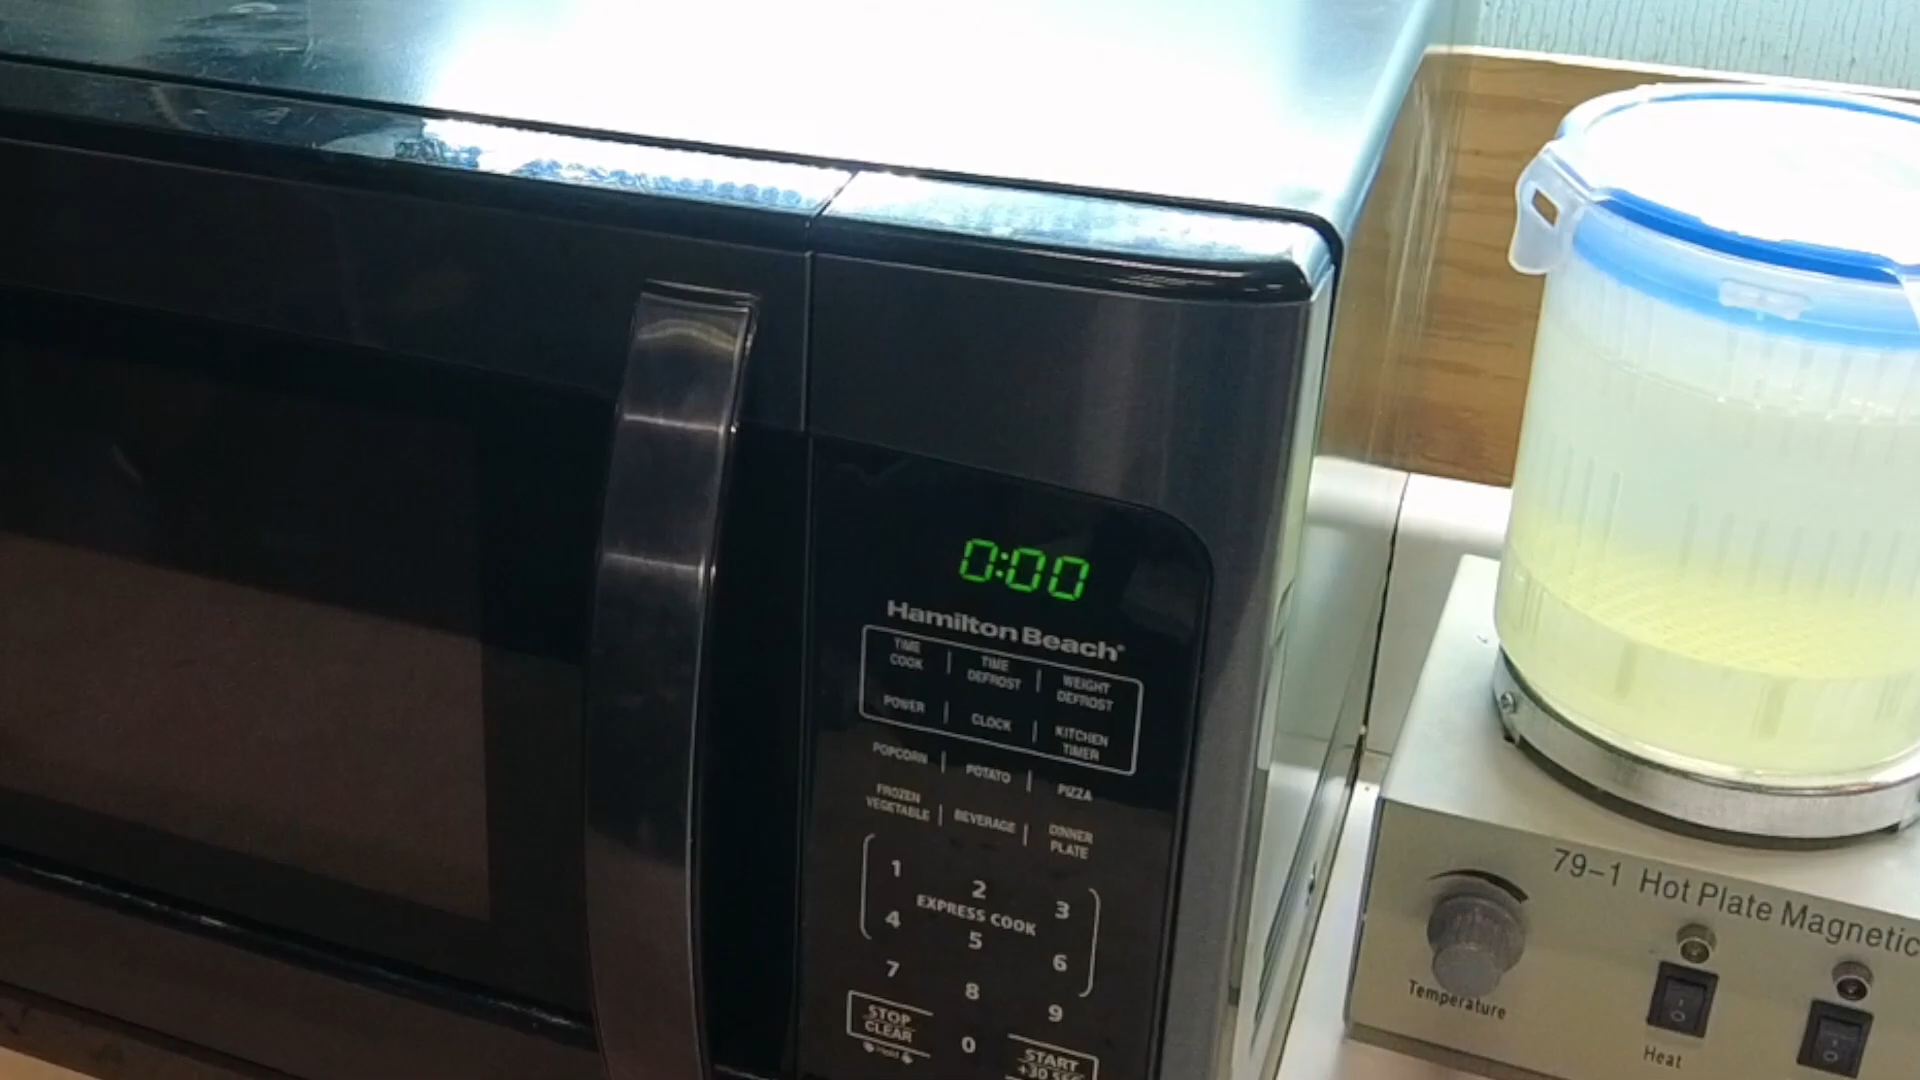 0:00
Hamilton Beach®
TIME COOK
TIME DEFROST
WEIGHT DEFROST
POWER
CLOCK
KITCHEN TIMER
POPCORN
POTATO
PIZZA
FROZEN VEGETABLE
BEVERAGE
DINNER PLATE
1
2
3
EXPRESS COOK
4
5
6
7
8
9
STOP
CLEAR
Hold
0
START
+30 SEC
79-1 Hot Plate Magnetic
Temperature
Heat